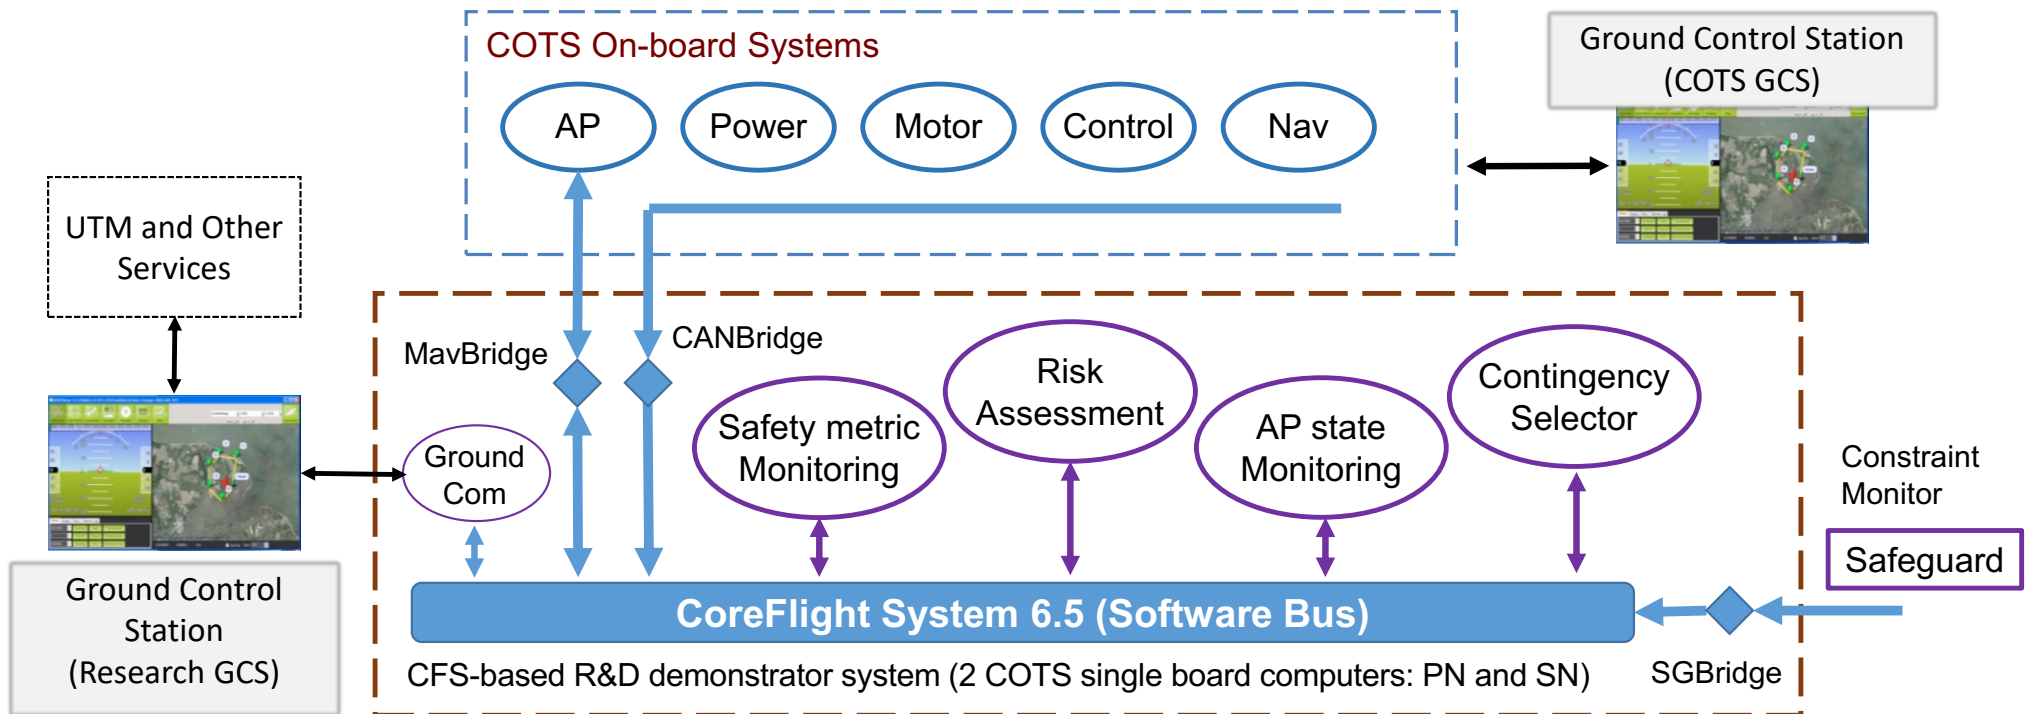 COTS On-board Systems
AP
Power
Motor
Control
Nav
Ground Control Station
(COTS GCS)
UTM and Other
Services
MavBridge
CANBridge
Ground
Com
Safety metric
Monitoring
Risk
Assessment
AP state
Monitoring
Contingency
Selector
Constraint
Monitor
Safeguard
Ground Control
Station
(Research GCS)
CoreFlight System 6.5 (Software Bus)
CFS-based R&D demonstrator system (2 COTS single board computers: PN and SN)
SGBridge